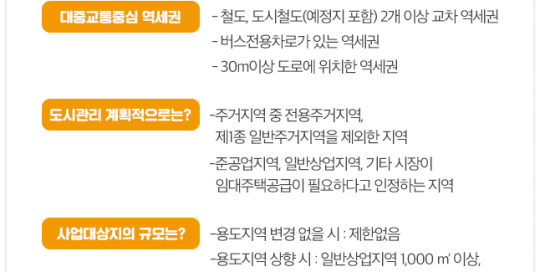 대중교통중심 역세권
- 철도, 도시철도(예정지 포함) 2개 이상 교차 역세권
- 버스전용차로가 있는 역세권
- 30m이상 도로에 위치한 역세권
도시관리 계획적으로는?
-주거지역 중 전용주거지역,
제1종 일반주거지역을 제외한 지역
-준공업지역, 일반상업지역, 기타 시장이
임대주택공급이 필요하다고 인정하는 지역
사업대상지의 규모는?
-용도지역 변경 없을 시 : 제한없음
-용도지역 상향 시 : 일반상업지역 1,000 ㎡ 이상,